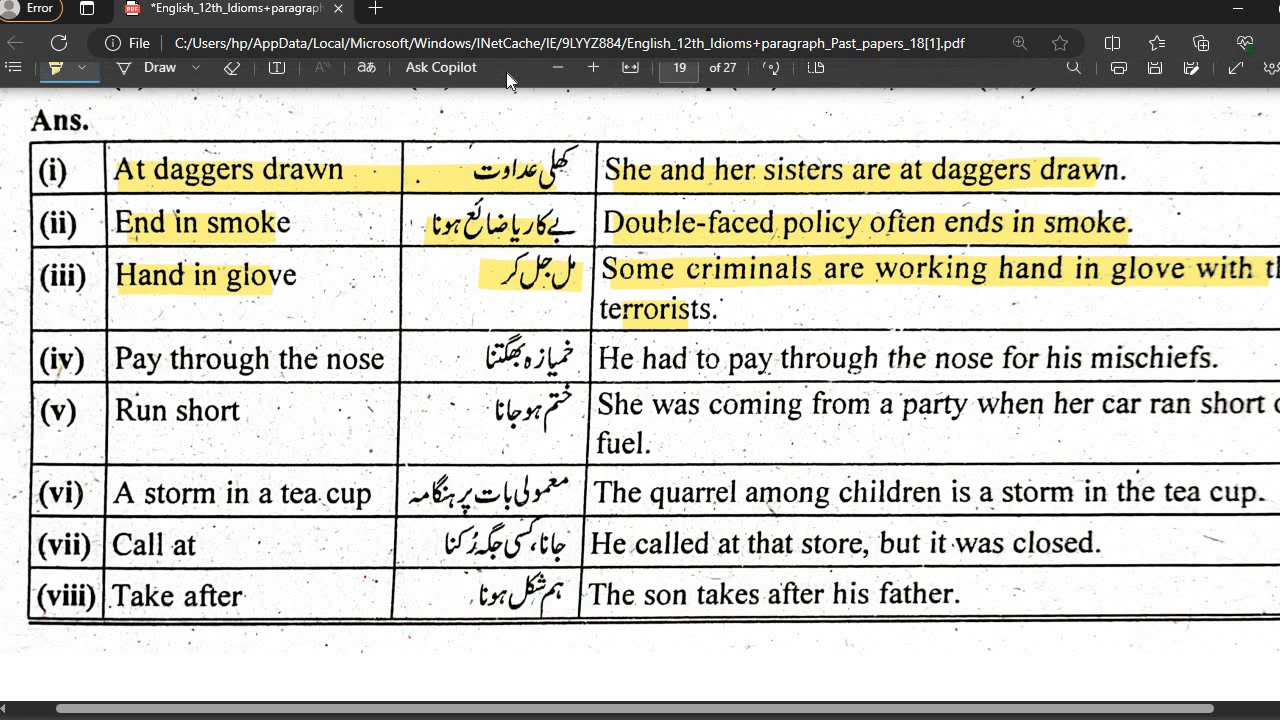 Error
*English_12th_Idioms+paragraph
File C:/Users/hp/AppData/Local/Microsoft/Windows/INetCache/IE/9LYYZ884/English_12th_Idioms+paragraph_Past_papers_18[1].pdf
Draw Ask Copilot 19 of 27
Ans.
(i) At daggers drawn کھلی عداوت She and her sisters are at daggers drawn.
(ii) End in smoke بے کار یا ضائع ہونا Double-faced policy often ends in smoke.
(iii) Hand in glove مل جل کر Some criminals are working hand in glove with
terrorists.
(iv) Pay through the nose خمیازہ بھگتنا He had to pay through the nose for his mischiefs.
(v) Run short ختم ہو جانا She was coming from a party when her car ran short
fuel.
(vi) A storm in a tea cup معمولی بات پر ہنگامہ The quarrel among children is a storm in the tea cup.
(vii) Call at جانا، کسی جگہ رُکنا He called at that store, but it was closed.
(viii) Take after ہم شکل ہونا The son takes after his father.